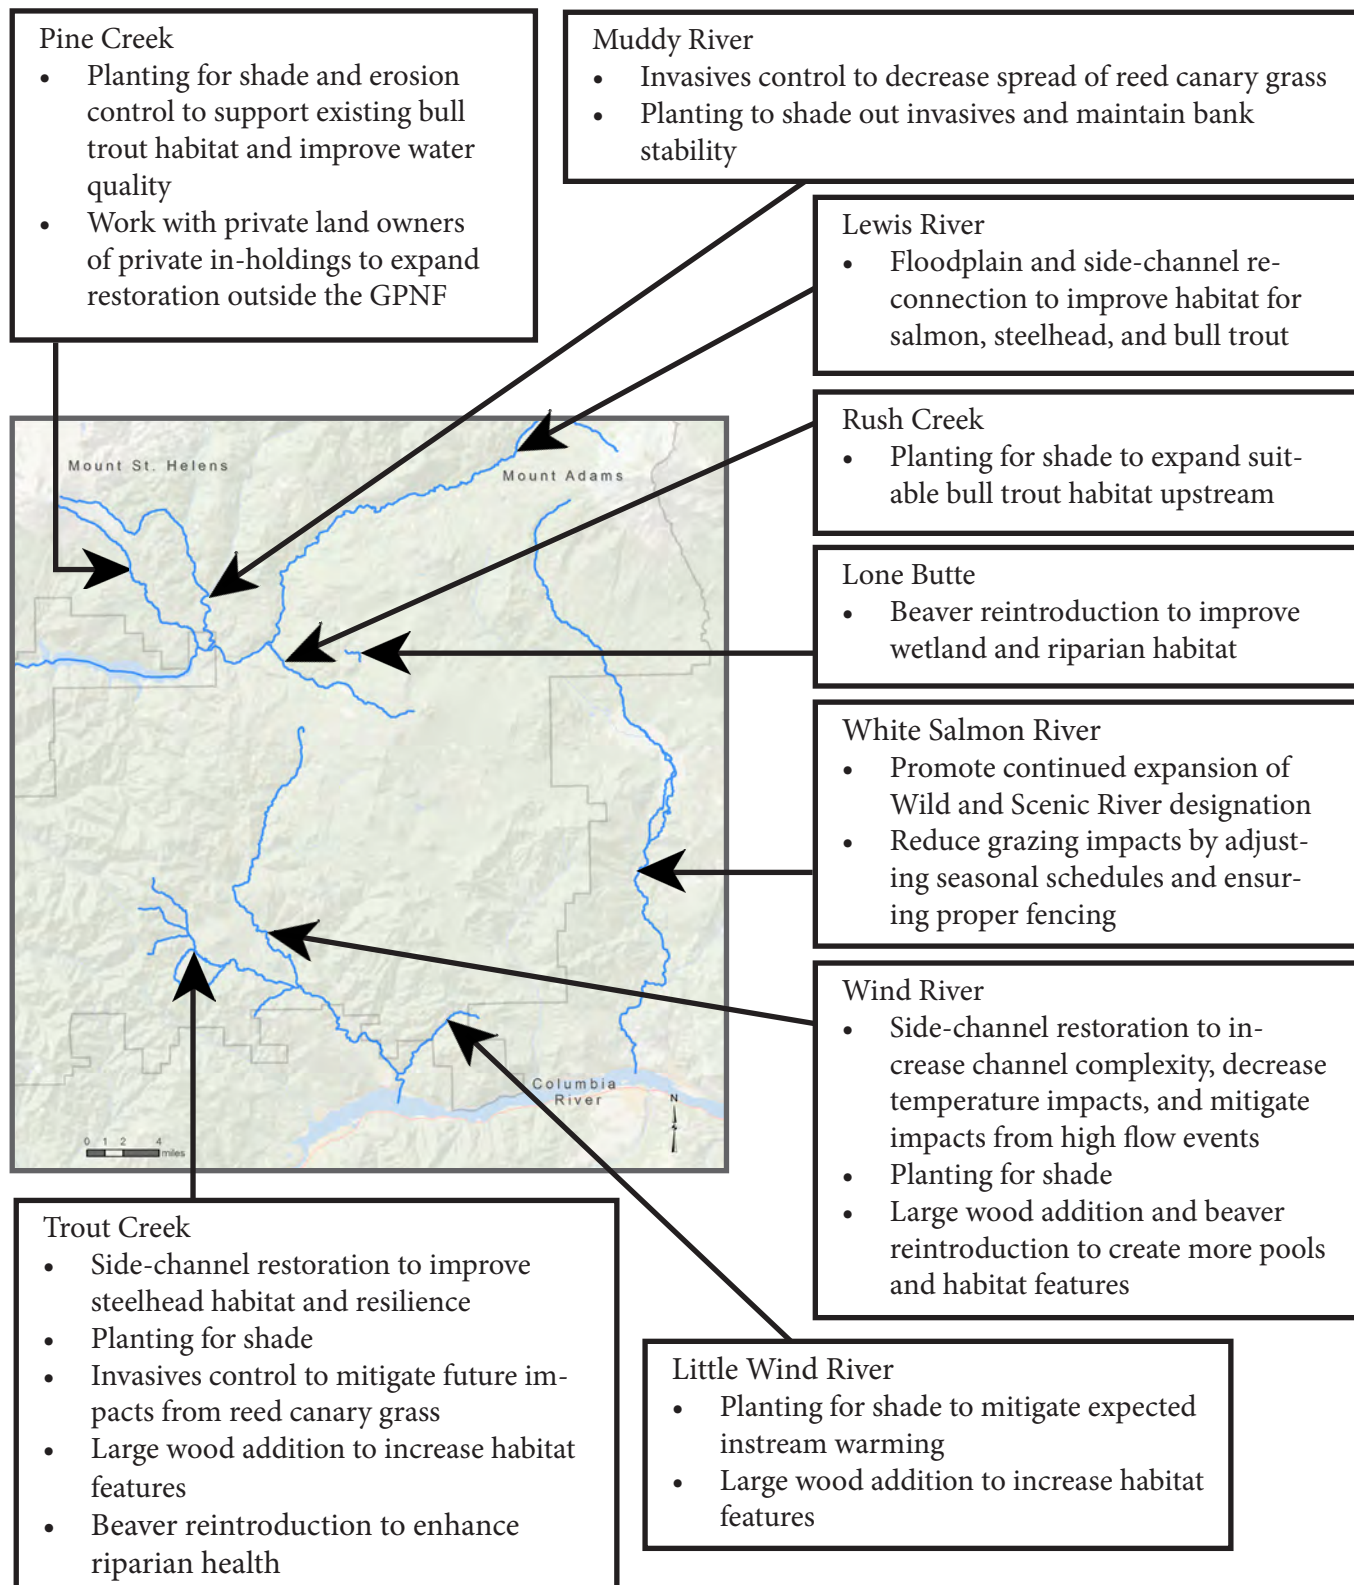 Pine Creek
• Planting for shade and erosion
control to support existing bull
trout habitat and improve water
quality
• Work with private land owners
of private in-holdings to expand
restoration outside the GPNF
Muddy River
• Invasives control to decrease spread of reed canary grass
• Planting to shade out invasives and maintain bank
stability
Lewis River
• Floodplain and side-channel re-
connection to improve habitat for
salmon, steelhead, and bull trout
Rush Creek
• Planting for shade to expand suit-
able bull trout habitat upstream
Lone Butte
• Beaver reintroduction to improve
wetland and riparian habitat
White Salmon River
• Promote continued expansion of
Wild and Scenic River designation
• Reduce grazing impacts by adjust-
ing seasonal schedules and ensur-
ing proper fencing
Wind River
• Side-channel restoration to in-
crease channel complexity, decrease
temperature impacts, and mitigate
impacts from high flow events
• Planting for shade
• Large wood addition and beaver
reintroduction to create more pools
and habitat features
Mount St. Helens
Mount Adams
Columbia
River
N
S
0 1 2 4
miles
Trout Creek
• Side-channel restoration to improve
steelhead habitat and resilience
• Planting for shade
• Invasives control to mitigate future im-
pacts from reed canary grass
• Large wood addition to increase habitat
features
• Beaver reintroduction to enhance
riparian health
Little Wind River
• Planting for shade to mitigate expected
instream warming
• Large wood addition to increase habitat
features